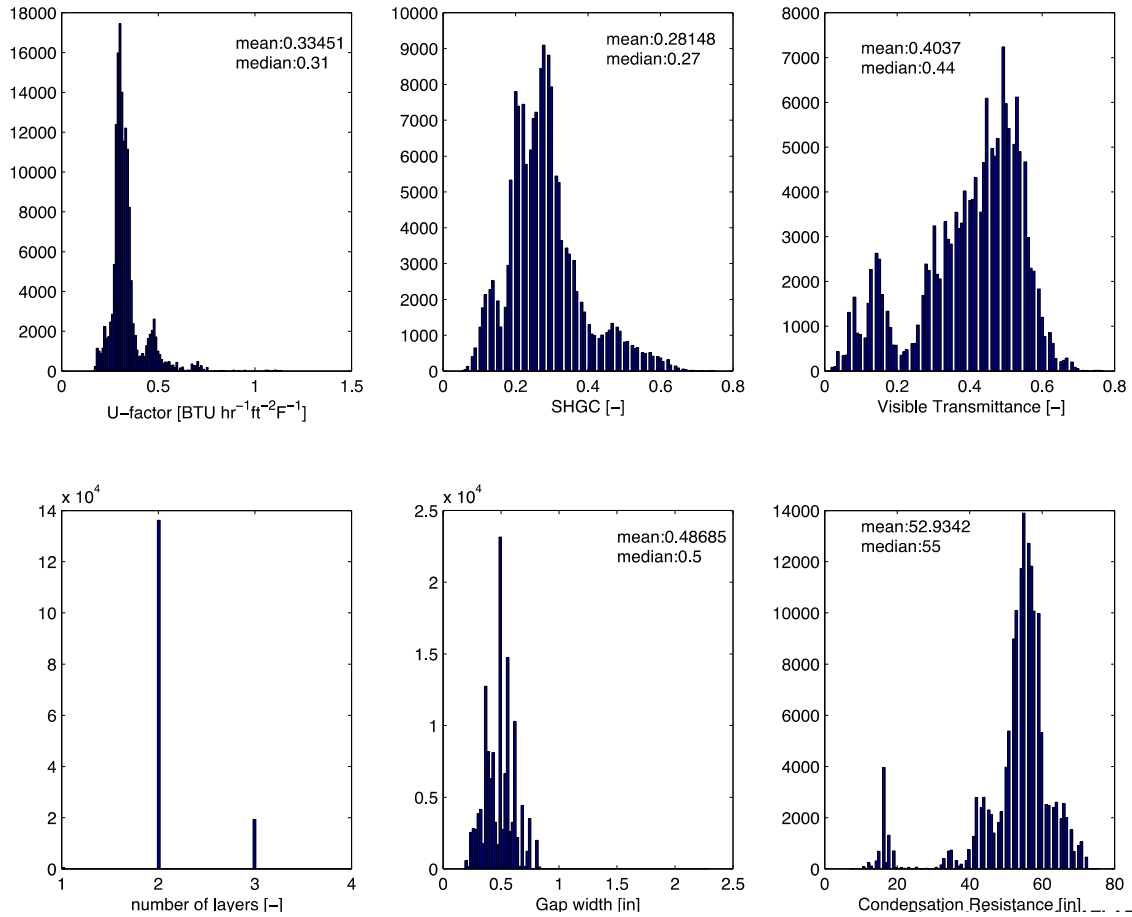 18000
16000
14000
12000
10000
8000
6000
4000
2000
0
mean:0.33451
median:0.31
0 0.5 1 1.5
U−factor [BTU hr⁻¹ft⁻²F⁻¹]
10000
9000
8000
7000
6000
5000
4000
3000
2000
1000
0
mean:0.28148
median:0.27
0 0.2 0.4 0.6 0.8
SHGC [−]
8000
7000
6000
5000
4000
3000
2000
1000
0
mean:0.4037
median:0.44
0 0.2 0.4 0.6 0.8
Visible Transmittance [−]
x 10⁴
14
12
10
8
6
4
2
0
1 2 3 4
number of layers [−]
x 10⁴
2.5
2
1.5
1
0.5
0
mean:0.48685
median:0.5
0 0.5 1 1.5 2 2.5
Gap width [in]
14000
12000
10000
8000
6000
4000
2000
0
mean:52.9342
median:55
0 20 40 60 80
Condensation Resistance [in]